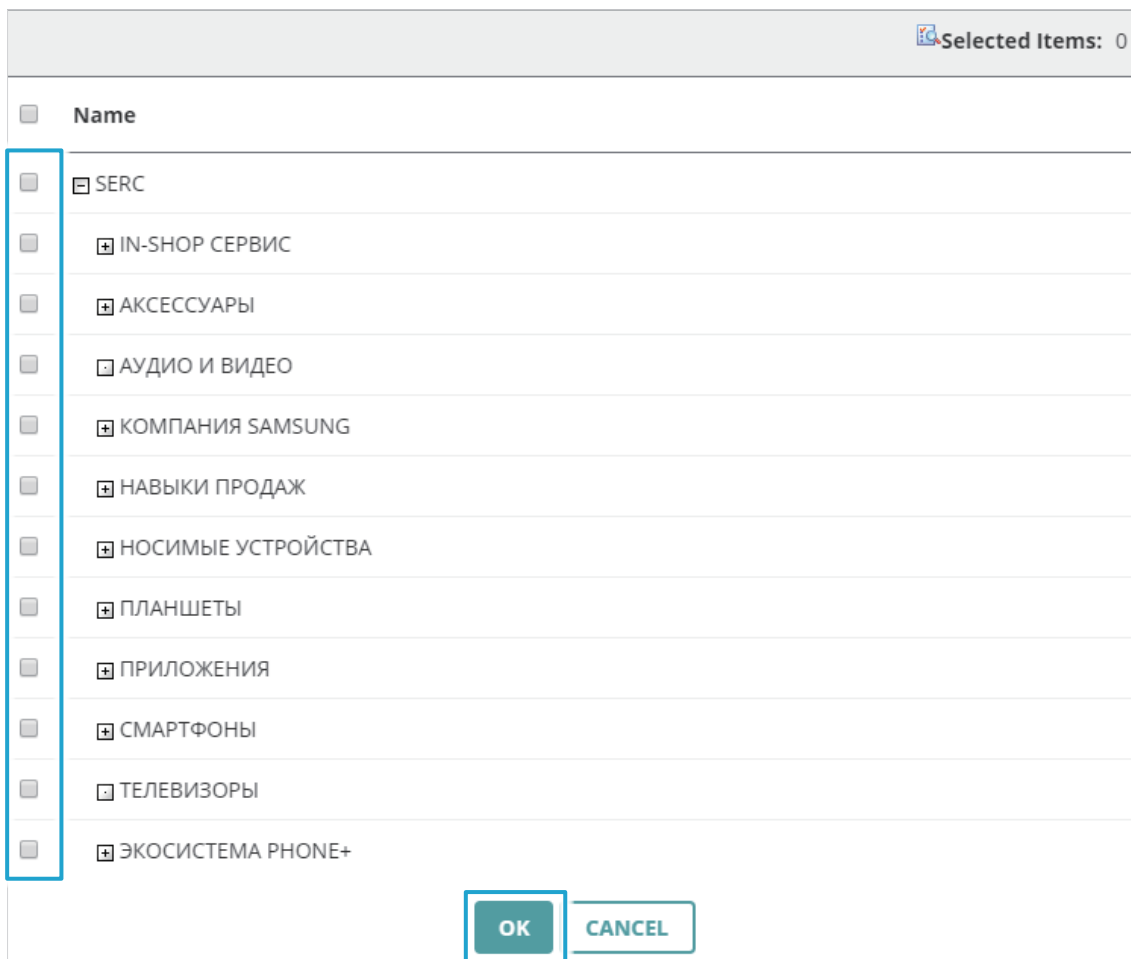 Selected Items: 0
Name
SERC
IN-SHOP СЕРВИС
АКСЕССУАРЫ
АУДИО И ВИДЕО
КОМПАНИЯ SAMSUNG
НАВЫКИ ПРОДАЖ
НОСИМЫЕ УСТРОЙСТВА
ПЛАНШЕТЫ
ПРИЛОЖЕНИЯ
СМАРТФОНЫ
ТЕЛЕВИЗОРЫ
ЭКОСИСТЕМА PHONE+
OK CANCEL